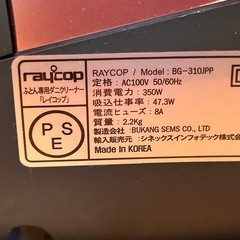 raycop
ふとん専用ダニクリーナー
「レイコップ」
PS
E
RAYCOP / Model : BG-310JPP
定格 : AC100V 50/60Hz
消費電力 : 350W
吸込仕事率 : 47.3W
電流ヒューズ : 8A
質量 : 2.2Kg
製造会社 : BUKANG SEMS CO., LTD
輸入販売元 : シネックスインフォテック株式会社
Made in KOREA